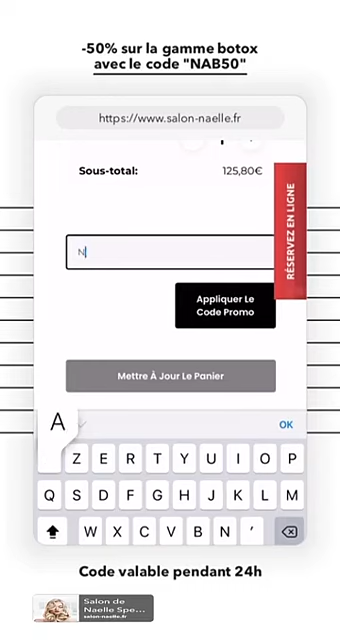 -50% sur la gamme botox
avec le code "NAB50"
https://www.salon-naelle.fr
Sous-total: 125,80€
RÉSERVEZ EN LIGNE
N
Appliquer Le
Code Promo
Mettre À Jour Le Panier
A
OK
Z E R T Y U I O P
Q S D F G H J K L M
W X C V B N ′
Code valable pendant 24h
Salon de
Naelle Spe...
salon-naelle.fr